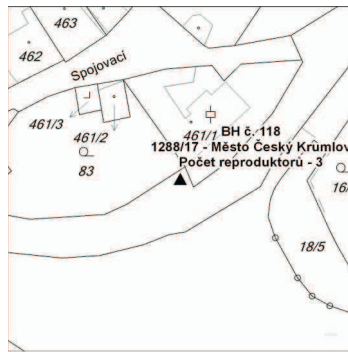 463
462
Spojovací
461/3
461/2
461/1
BH č. 118
1288/17 - Město Český Krumlov
Počet reproduktorů - 3
83
16/
18/5